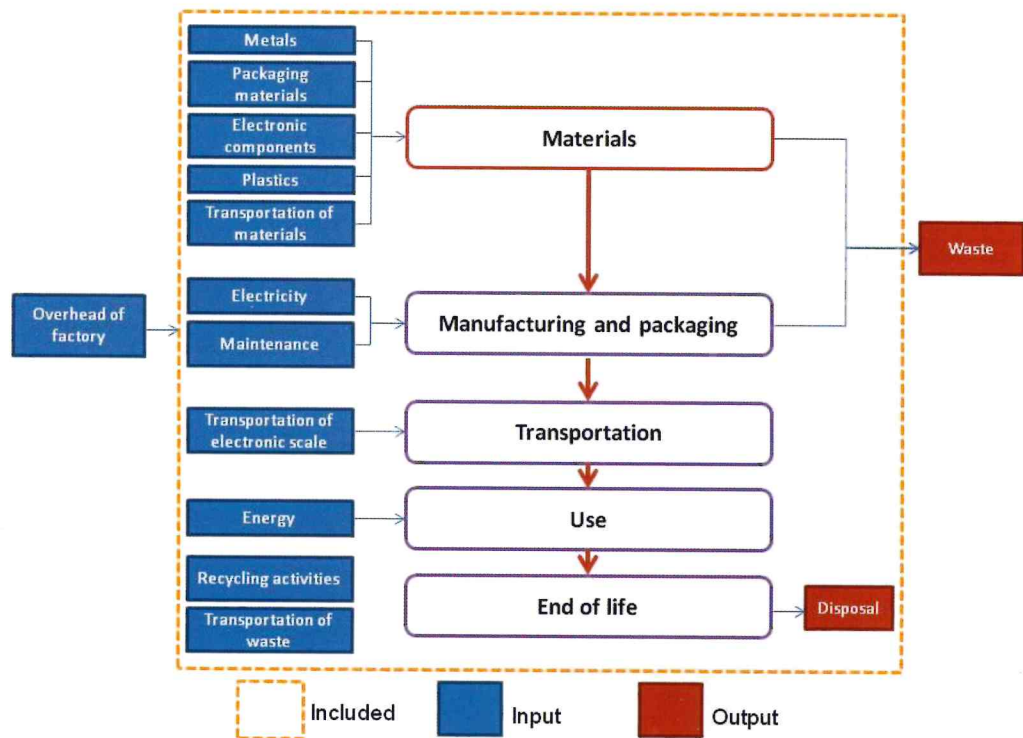 Metals
Packaging
materials
Electronic
components
Plastics
Transportation of
materials
Materials
Waste
Overhead of
factory
Electricity
Maintenance
Manufacturing and packaging
Transportation of
electronic scale
Transportation
Energy
Use
Recycling activities
Transportation of
waste
End of life
Disposal
Included
Input
Output